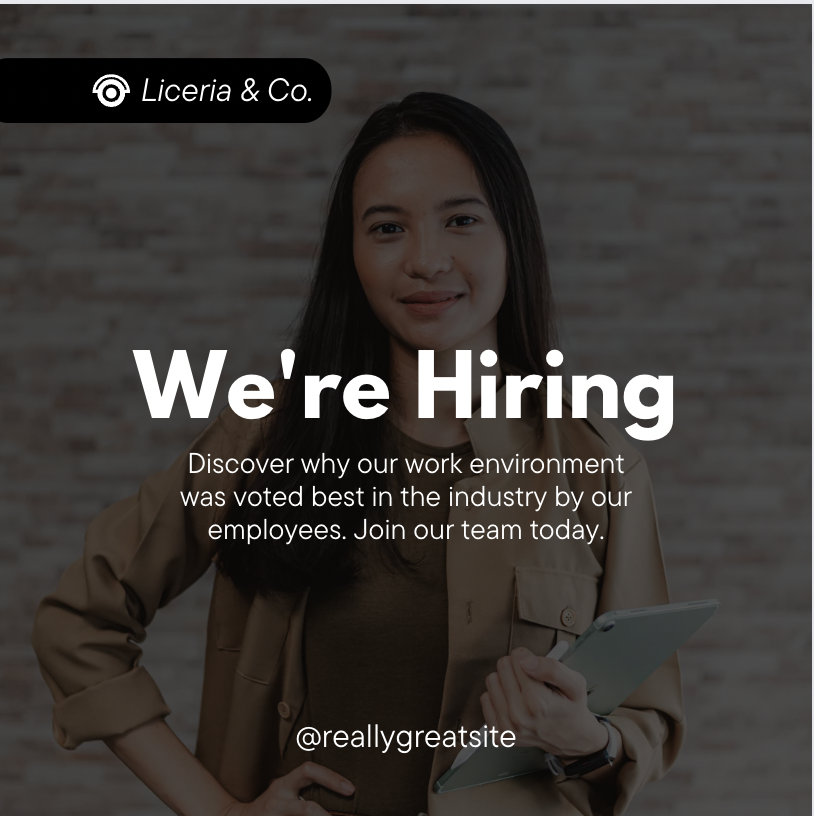 Liceria & Co.
We're Hiring
Discover why our work environment
was voted best in the industry by our
employees. Join our team today.
@reallygreatsite